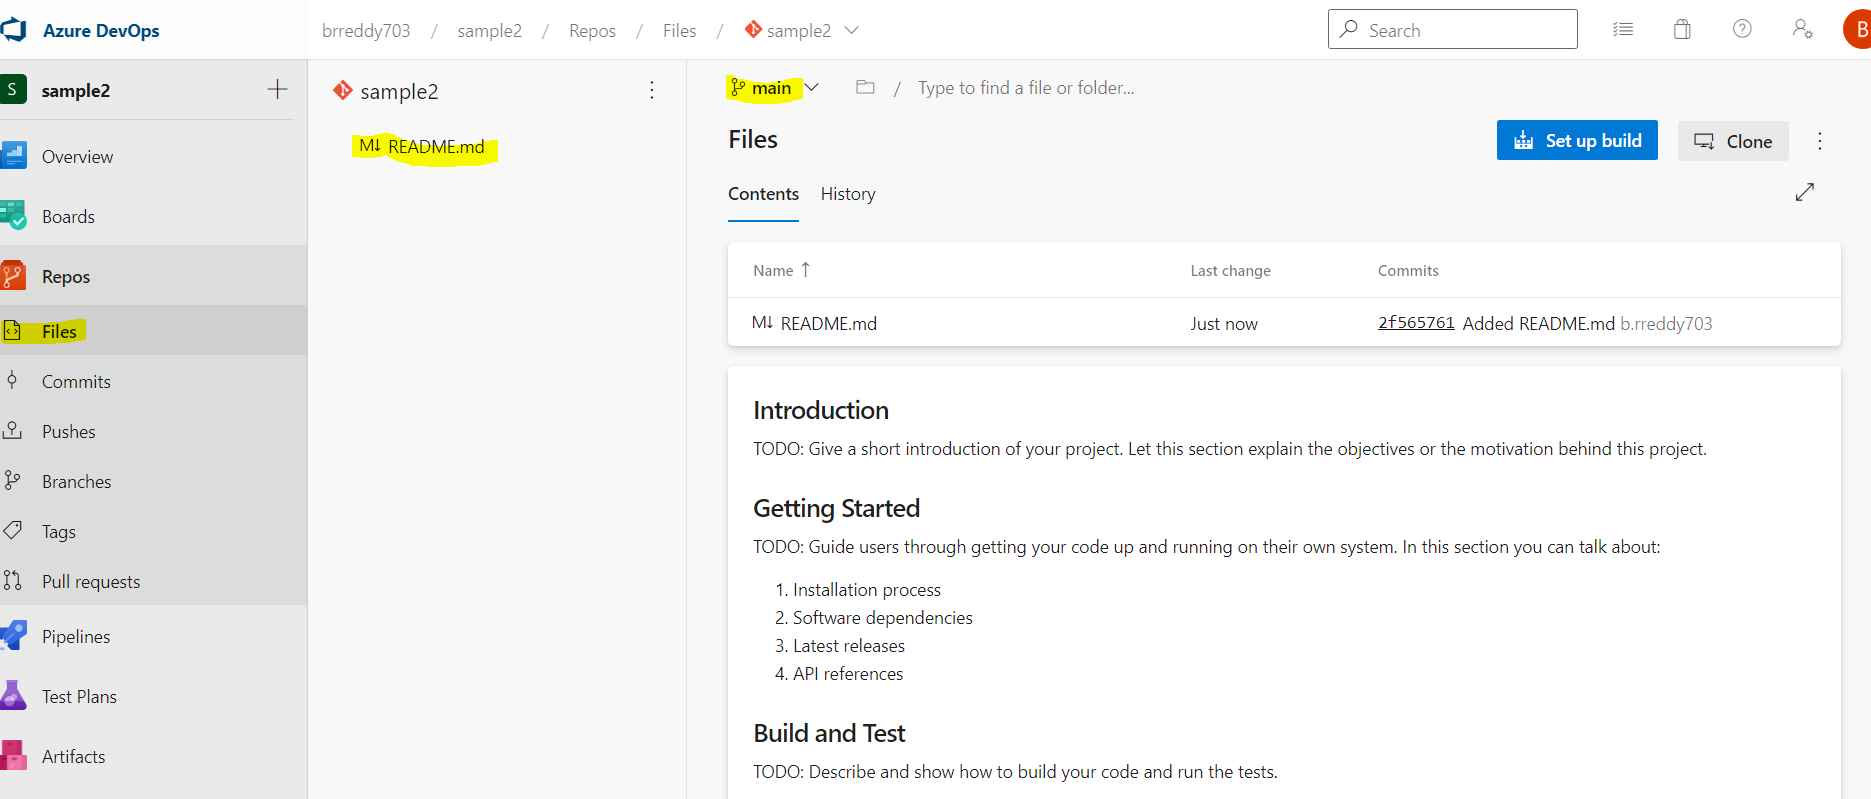 Azure DevOps
brreddy703 / sample2 / Repos / Files / sample2
Search
B
S sample2
Overview
Boards
Repos
Files
Commits
Pushes
Branches
Tags
Pull requests
Pipelines
Test Plans
Artifacts
sample2
M↓ README.md
main / Type to find a file or folder...
Files
Set up build
Clone
Contents History
Name ↑ Last change Commits
M↓ README.md Just now 2f565761 Added README.md b.rreddy703
Introduction
TODO: Give a short introduction of your project. Let this section explain the objectives or the motivation behind this project.
Getting Started
TODO: Guide users through getting your code up and running on their own system. In this section you can talk about:
1. Installation process
2. Software dependencies
3. Latest releases
4. API references
Build and Test
TODO: Describe and show how to build your code and run the tests.